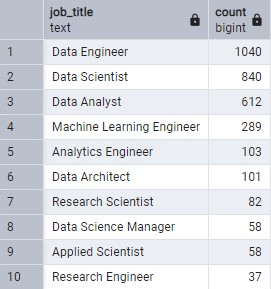 job_title count
text bigint
1 Data Engineer 1040
2 Data Scientist 840
3 Data Analyst 612
4 Machine Learning Engineer 289
5 Analytics Engineer 103
6 Data Architect 101
7 Research Scientist 82
8 Data Science Manager 58
9 Applied Scientist 58
10 Research Engineer 37